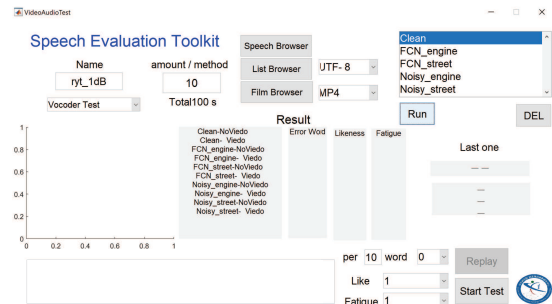 VideoAudioTest
Speech Evaluation Toolkit
Name
amount / method
ryt_1dB
10
Vocoder Test
Total100 s
Speech Browser
List Browser
UTF- 8
Film Browser
MP4
Clean
FCN_engine
FCN_street
Noisy_engine
Noisy_street
Run
DEL
Result
Clean-NoViedo
Clean- Viedo
FCN_engine-NoViedo
FCN_engine- Viedo
FCN_street-NoViedo
FCN_street- Viedo
Noisy_engine-NoViedo
Noisy_engine- Viedo
Noisy_street-NoViedo
Noisy_street- Viedo
Error Wod
Likeness
Fatigue
Last one
-- --
--
--
--
1
0.8
0.6
0.4
0.2
0
0 0.2 0.4 0.6 0.8 1
per 10 word 0
Replay
Like 1
Start Test
Fatigue 1